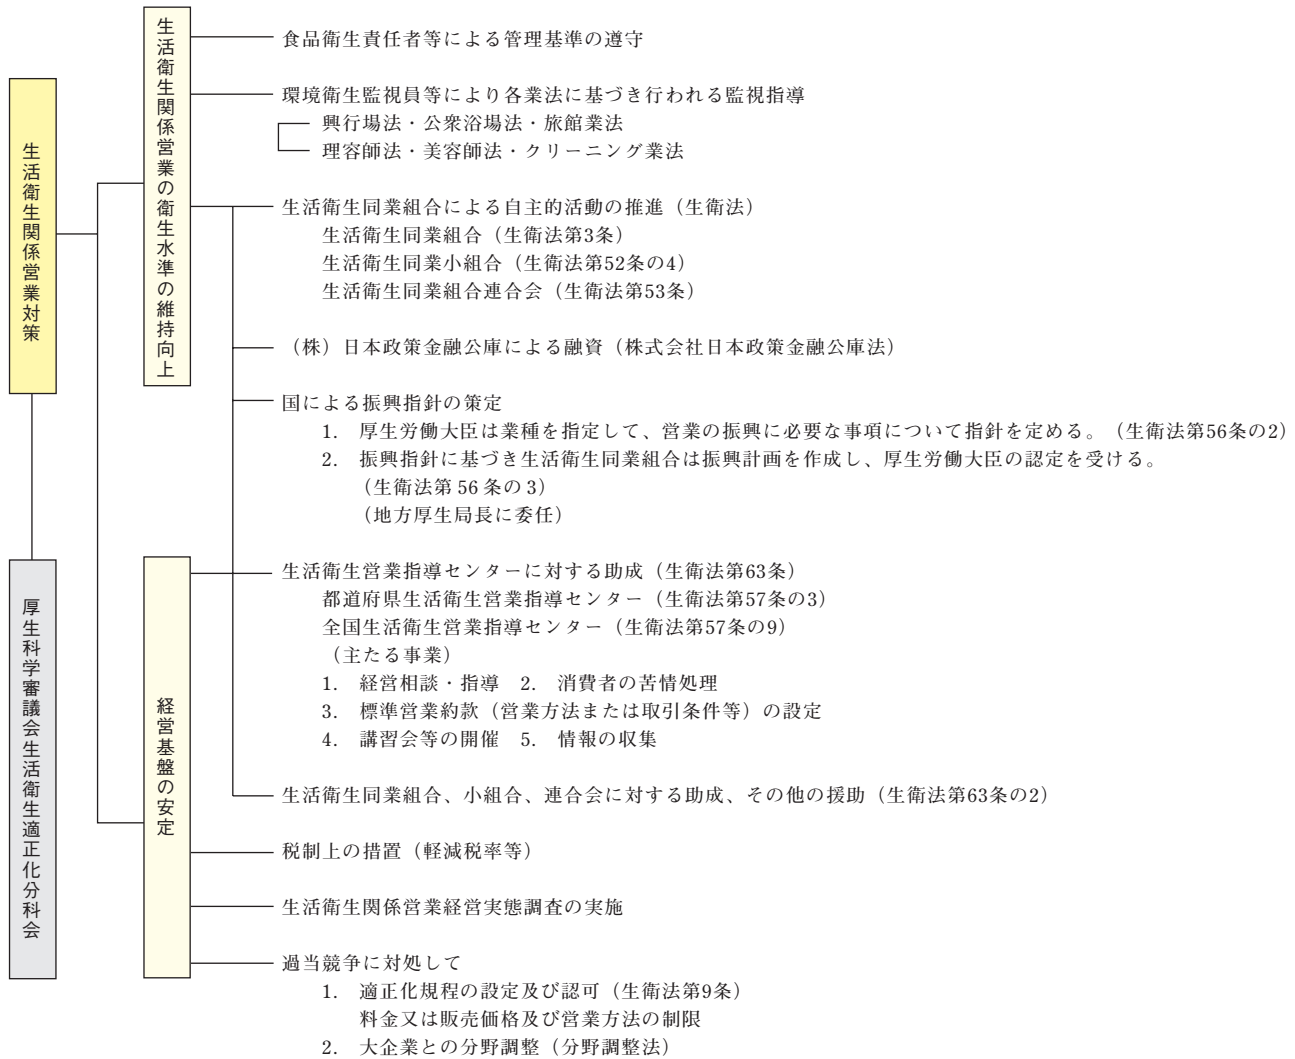 生活衛生関係営業対策
厚生科学審議会生活衛生適正化分科会
生活衛生関係営業の衛生水準の維持向上
経営基盤の安定
食品衛生責任者等による管理基準の遵守
環境衛生監視員等により各業法に基づき行われる監視指導
興行場法・公衆浴場法・旅館業法
理容師法・美容師法・クリーニング業法
生活衛生同業組合による自主的活動の推進（生衛法）
生活衛生同業組合（生衛法第3条）
生活衛生同業小組合（生衛法第52条の4）
生活衛生同業組合連合会（生衛法第53条）
（株）日本政策金融公庫による融資（株式会社日本政策金融公庫法）
国による振興指針の策定
1. 厚生労働大臣は業種を指定して、営業の振興に必要な事項について指針を定める。（生衛法第56条の2）
2. 振興指針に基づき生活衛生同業組合は振興計画を作成し、厚生労働大臣の認定を受ける。
（生衛法第 56 条の 3）
（地方厚生局長に委任）
生活衛生営業指導センターに対する助成（生衛法第63条）
都道府県生活衛生営業指導センター（生衛法第57条の3）
全国生活衛生営業指導センター（生衛法第57条の9）
（主たる事業）
1. 経営相談・指導 2. 消費者の苦情処理
3. 標準営業約款（営業方法または取引条件等）の設定
4. 講習会等の開催 5. 情報の収集
生活衛生同業組合、小組合、連合会に対する助成、その他の援助（生衛法第63条の2）
税制上の措置（軽減税率等）
生活衛生関係営業経営実態調査の実施
過当競争に対処して
1. 適正化規程の設定及び認可（生衛法第9条）
料金又は販売価格及び営業方法の制限
2. 大企業との分野調整（分野調整法）